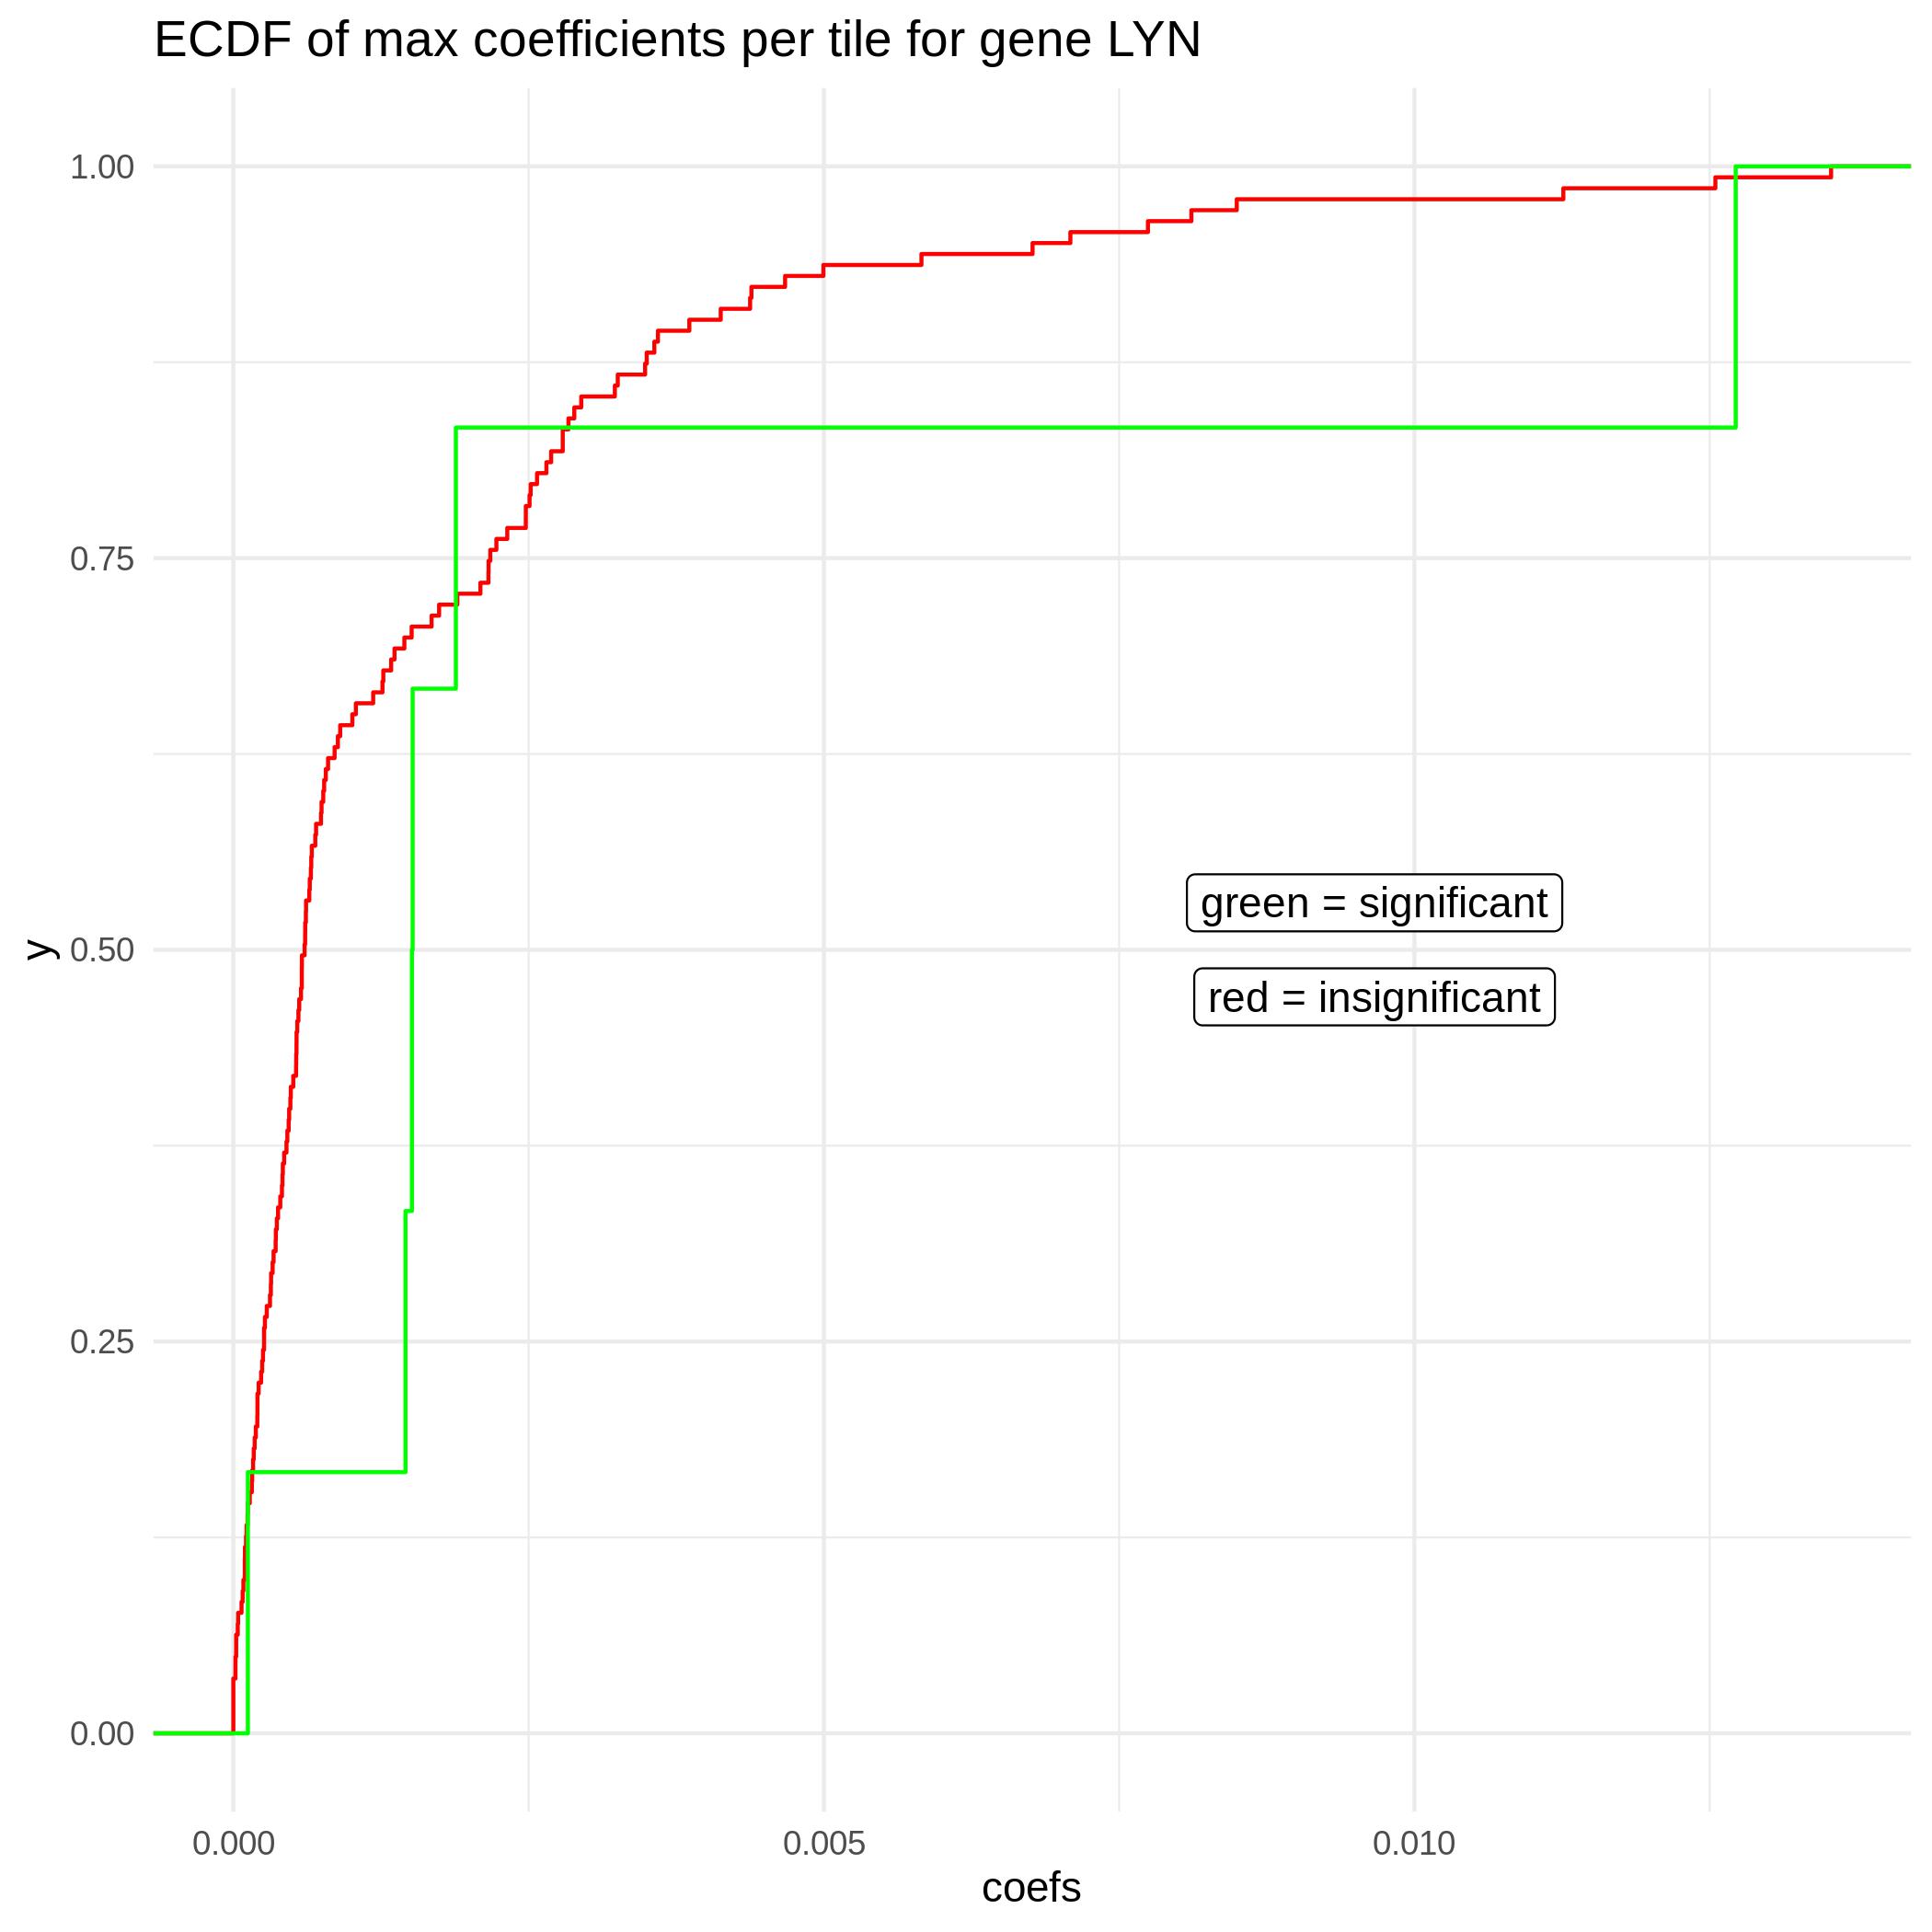 ECDF of max coefficients per tile for gene LYN
1.00
0.75
0.50
0.25
0.00
y
green = significant
red = insignificant
0.000 0.005 0.010
coefs